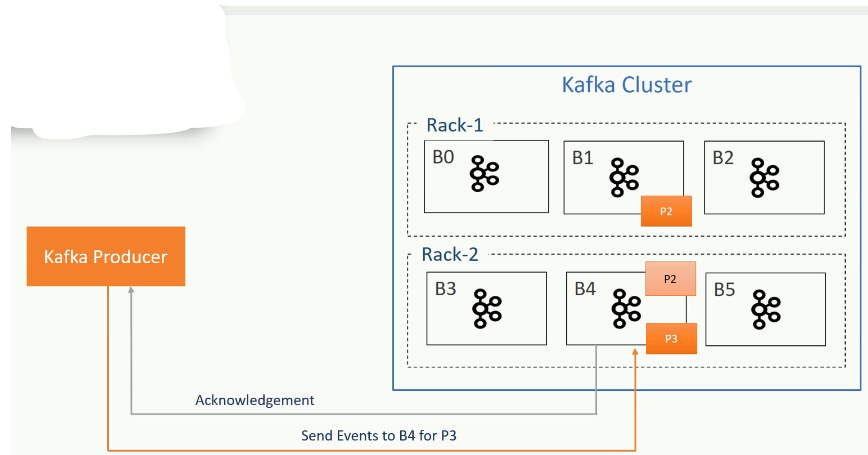 Kafka Cluster
Rack-1
B0
B1
B2
P2
Kafka Producer
Rack-2
B3
B4
P2
B5
P3
Acknowledgement
Send Events to B4 for P3